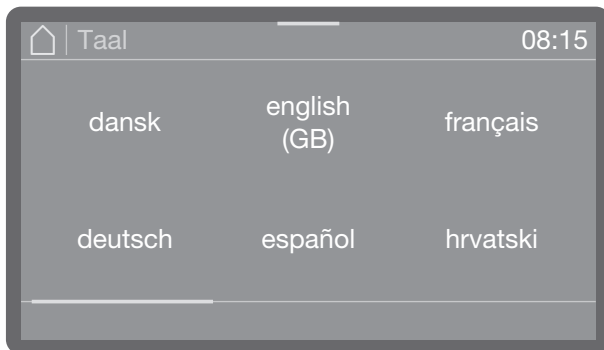 Taal 08:15
dansk
english
(GB)
français
deutsch español hrvatski